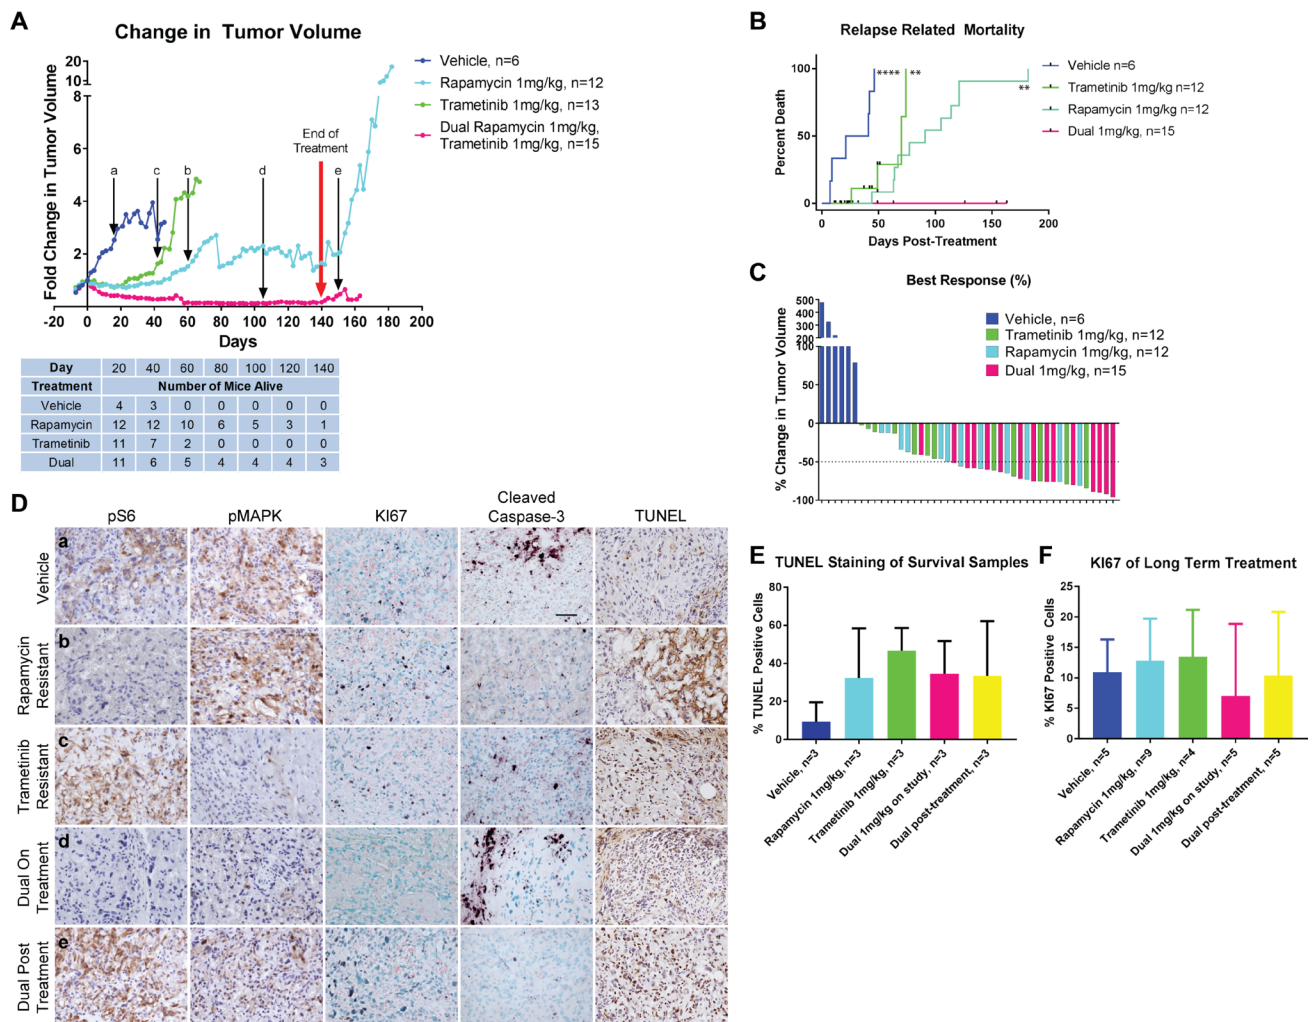 A
Change in Tumor Volume
Fold Change in Tumor Volume
20
10
8
6
4
2
-20 0 20 40 60 80 100 120 140 160 180 200
Days
a
c
b
d
e
End of
Treatment
Vehicle, n=6
Rapamycin 1mg/kg, n=12
Trametinib 1mg/kg, n=13
Dual Rapamycin 1mg/kg,
Trametinib 1mg/kg, n=15
Day 20 40 60 80 100 120 140
Treatment Number of Mice Alive
Vehicle 4 3 0 0 0 0 0
Rapamycin 12 12 10 6 5 3 1
Trametinib 11 7 2 0 0 0 0
Dual 11 6 5 4 4 4 3
B
Relapse Related Mortality
Percent Death
100
50
0
0 50 100 150 200
Days Post-Treatment
****
**
**
Vehicle n=6
Trametinib 1mg/kg n=12
Rapamycin 1mg/kg n=12
Dual 1mg/kg, n=15
C
Best Response (%)
% Change in Tumor Volume
500
400
300
200
100
50
0
-50
-100
Vehicle, n=6
Trametinib 1mg/kg, n=12
Rapamycin 1mg/kg, n=12
Dual 1mg/kg, n=15
D
pS6
pMAPK
KI67
Cleaved
Caspase-3
TUNEL
a
Vehicle
b
Rapamycin
Resistant
c
Trametinib
Resistant
d
Dual On
Treatment
e
Dual Post
Treatment
E
TUNEL Staining of Survival Samples
% TUNEL Positive Cells
80
60
40
20
0
Vehicle, n=3
Rapamycin 1mg/kg, n=3
Trametinib 1mg/kg, n=3
Dual 1mg/kg on study, n=3
Dual post-treatment, n=3
F
KI67 of Long Term Treatment
% KI67 Positive Cells
25
20
15
10
5
0
Vehicle, n=5
Rapamycin 1mg/kg, n=9
Trametinib 1mg/kg, n=4
Dual 1mg/kg on study, n=5
Dual post-treatment, n=5